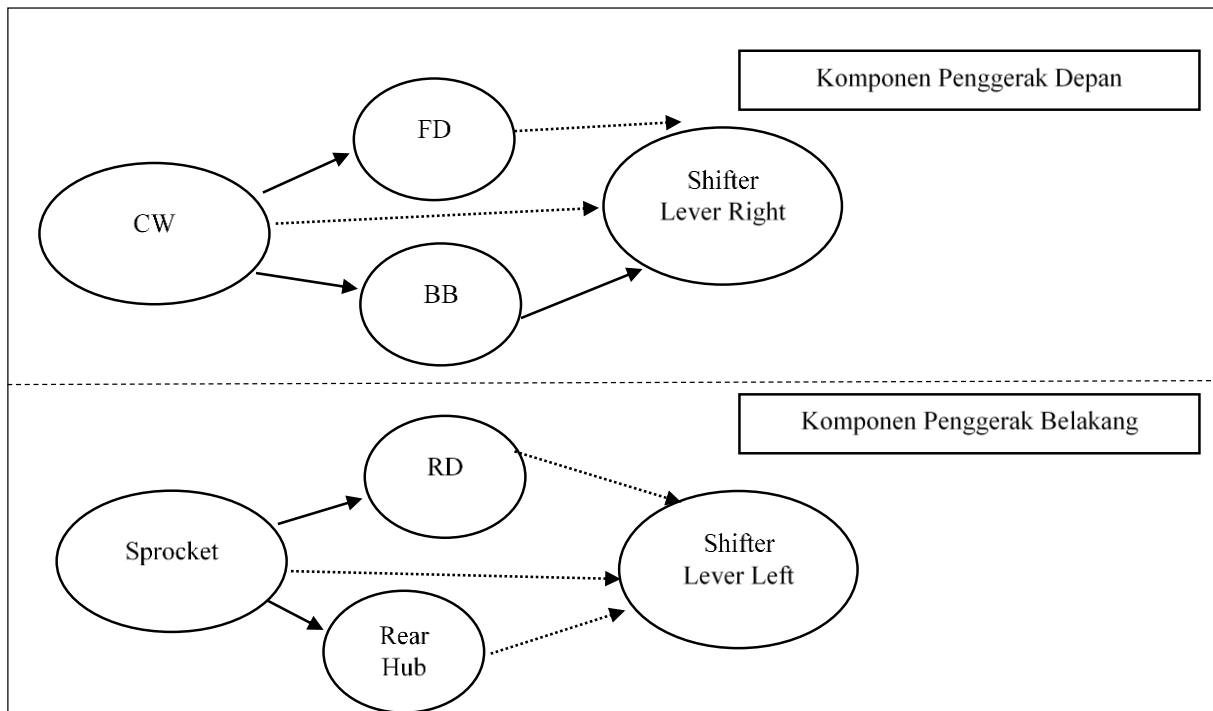 Komponen Penggerak Depan
FD
Shifter
Lever Right
CW
BB
Komponen Penggerak Belakang
RD
Shifter
Lever Left
Sprocket
Rear
Hub